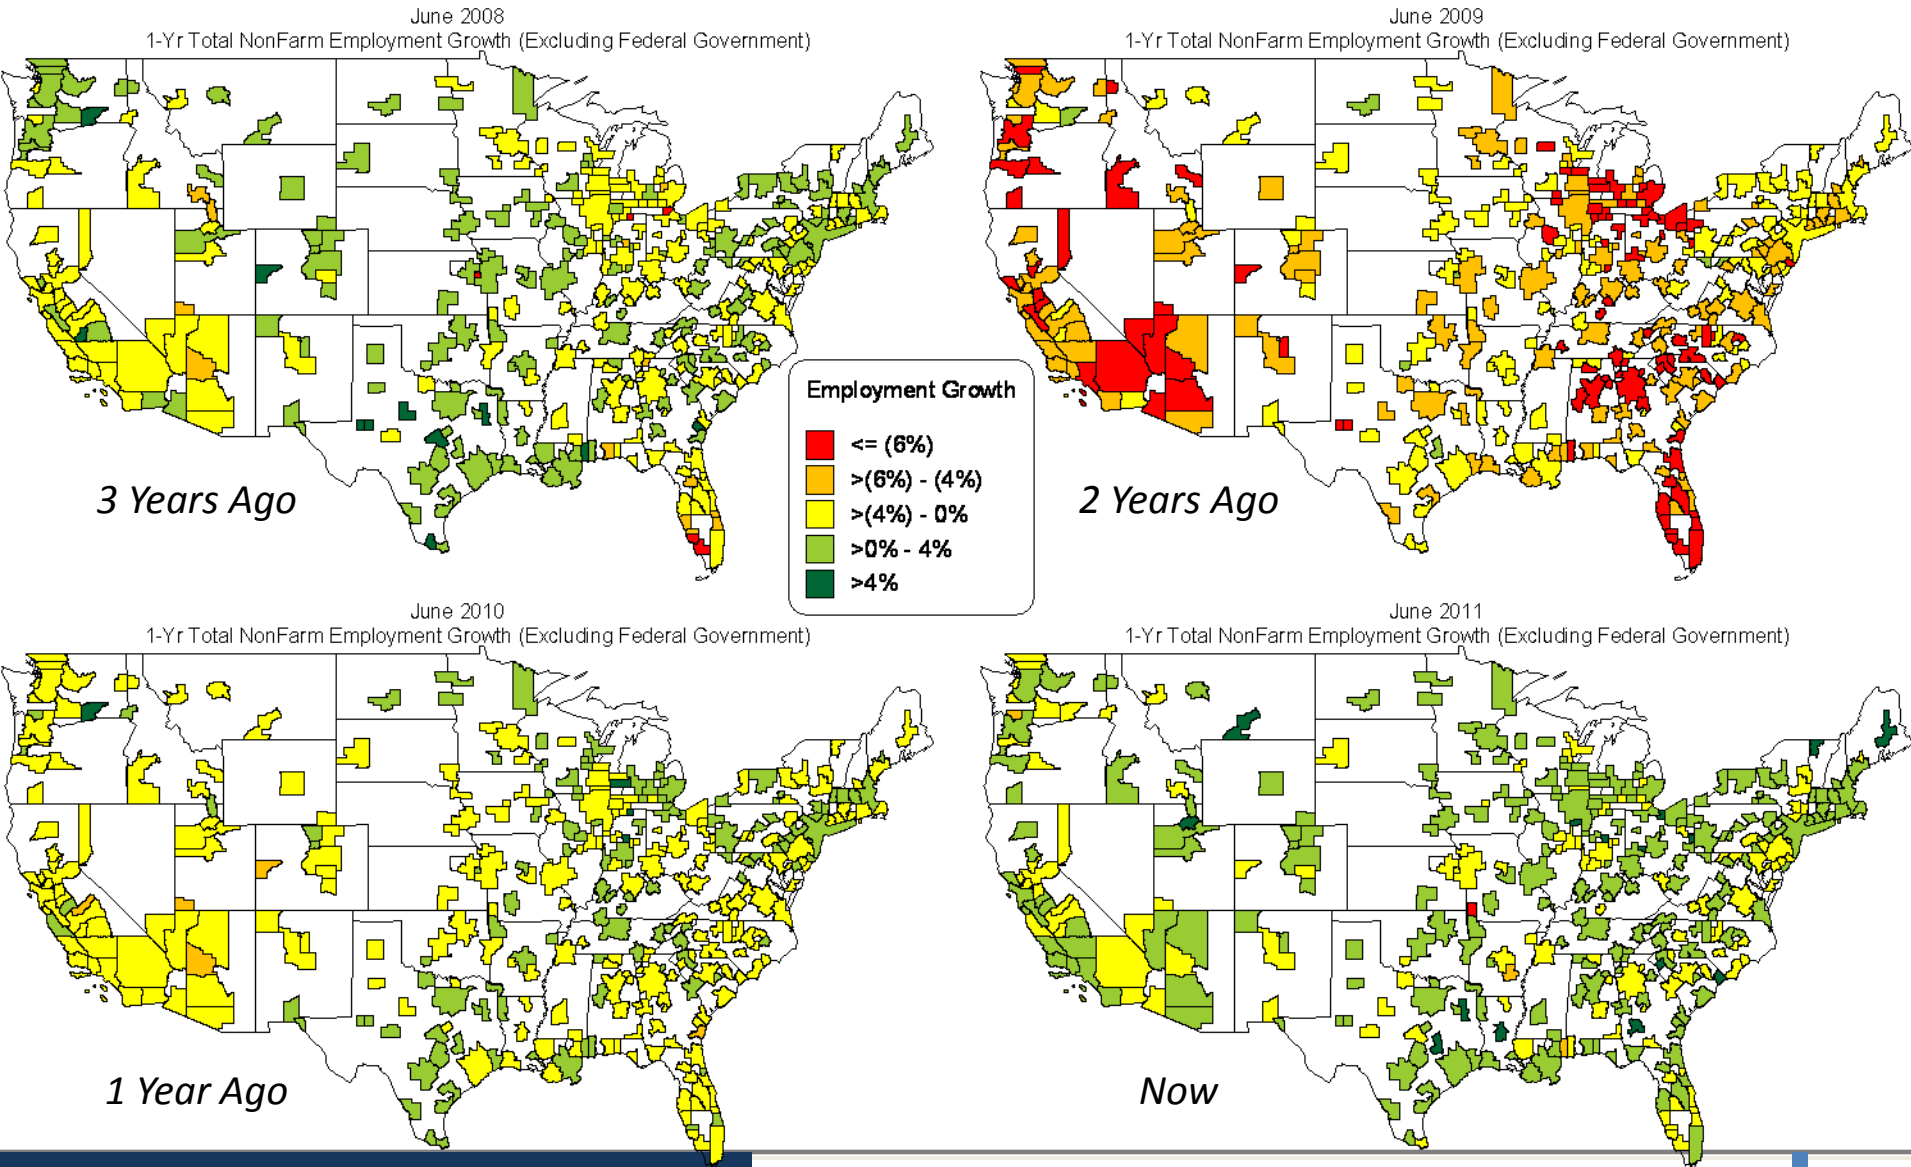 June 2008
1-Yr Total NonFarm Employment Growth (Excluding Federal Government)
3 Years Ago
June 2009
1-Yr Total NonFarm Employment Growth (Excluding Federal Government)
2 Years Ago
Employment Growth
<= (6%)
>(6%) - (4%)
>(4%) - 0%
>0% - 4%
>4%
June 2010
1-Yr Total NonFarm Employment Growth (Excluding Federal Government)
1 Year Ago
June 2011
1-Yr Total NonFarm Employment Growth (Excluding Federal Government)
Now